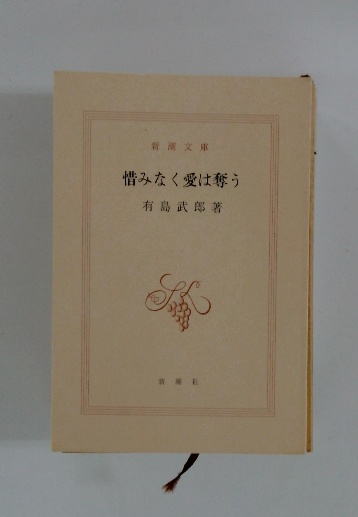 新潮文庫
惜みなく愛は奪う
有島武郎著
新潮社